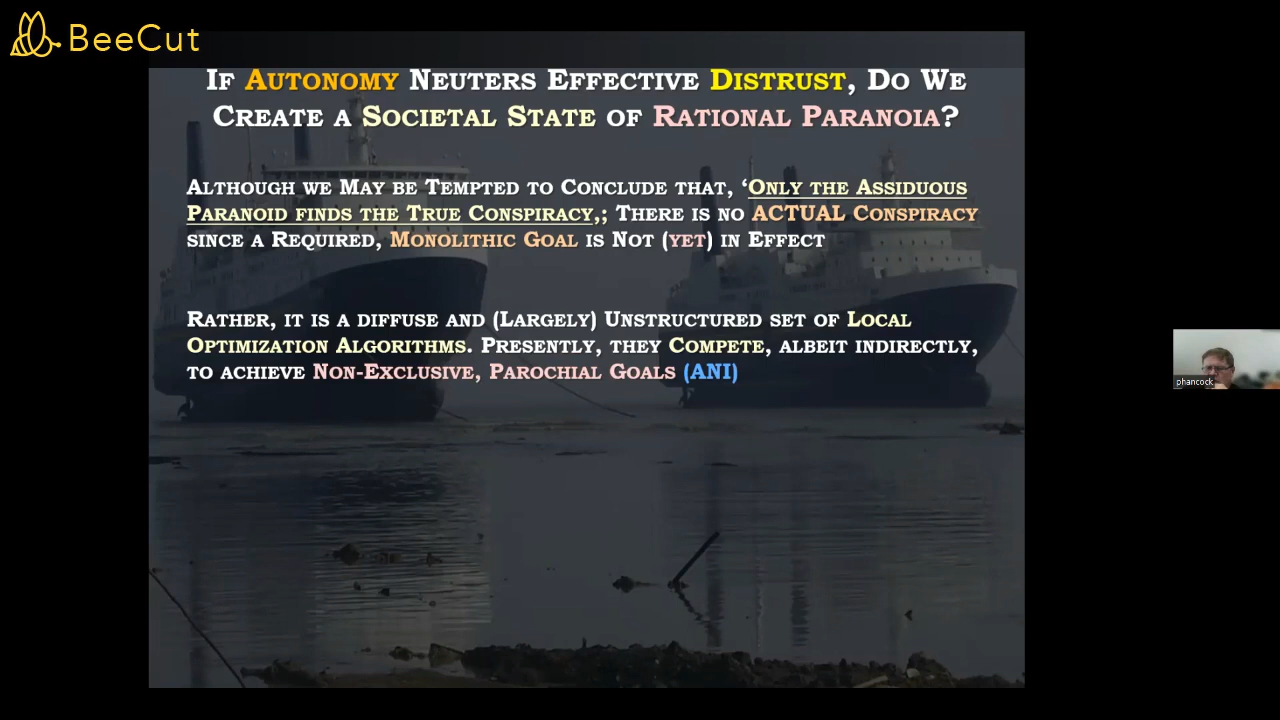 BeeCut
If Autonomy Neuters Effective Distrust, Do We
Create a Societal State of Rational Paranoia?
Although we May be Tempted to Conclude that, ‘Only the Assiduous
Paranoid finds the True Conspiracy,; There is no ACTUAL Conspiracy
since a Required, Monolithic Goal is Not (yet) in Effect
Rather, it is a diffuse and (Largely) Unstructured set of Local
Optimization Algorithms. Presently, they Compete, albeit indirectly,
to achieve Non-Exclusive, Parochial Goals (ANI)
phancock